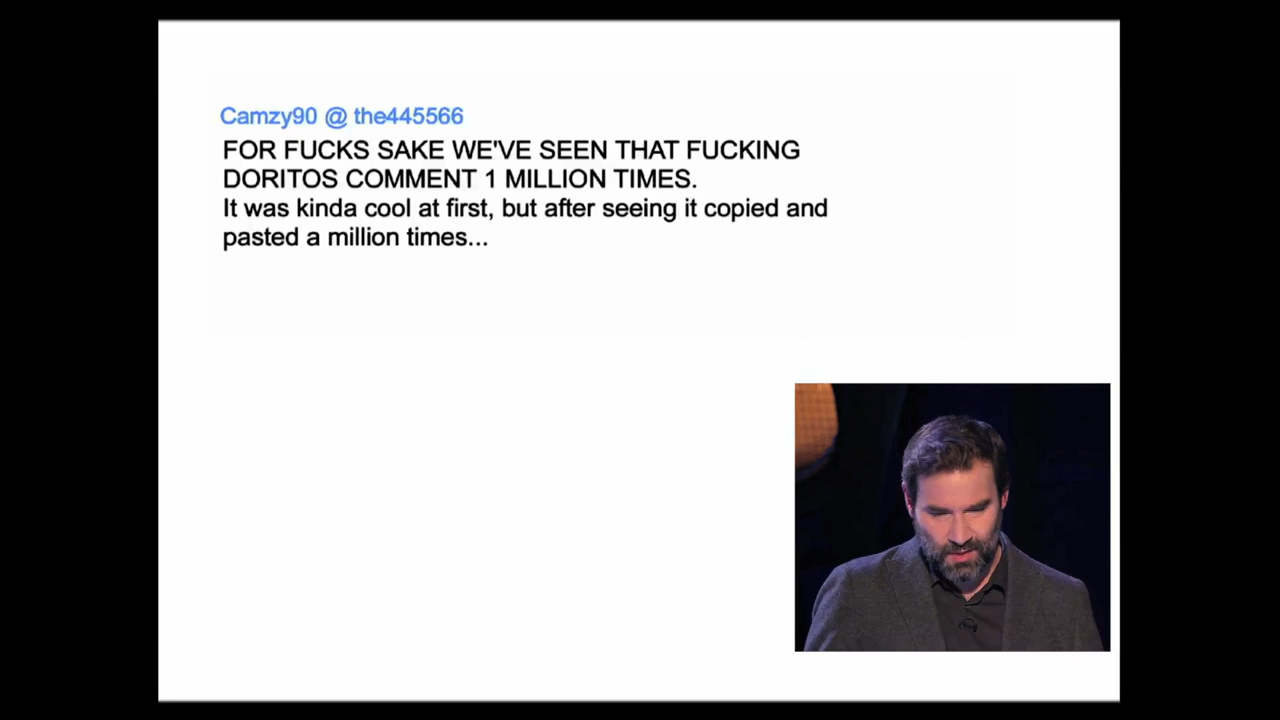 Camzy90 @ the445566
FOR FUCKS SAKE WE'VE SEEN THAT FUCKING
DORITOS COMMENT 1 MILLION TIMES.
It was kinda cool at first, but after seeing it copied and
pasted a million times...